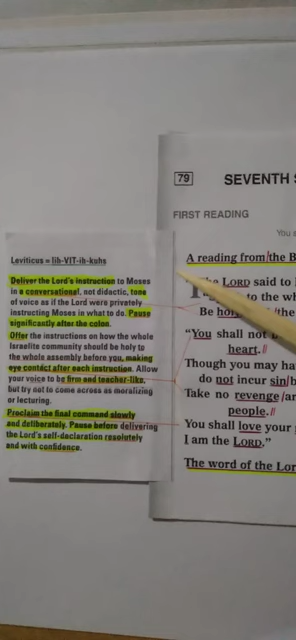 Leviticus = lih-VIT-ih-kuhs
Deliver the Lord's instruction to Moses
in a conversational, not didactic, tone
of voice as if the Lord were privately
instructing Moses in what to do. Pause
significantly after the colon.
Offer the instructions on how the whole
Israelite community should be holy to
the whole assembly before you, making
eye contact after each instruction. Allow
your voice to be firm and teacher-like,
but try not to come across as moralizing
or lecturing.
Proclaim the final command slowly
and deliberately. Pause before delivering
the Lord's self-declaration resolutely
and with confidence.
79 SEVENTH S
FIRST READING
You
A reading from/the B
The LORD said to
to the wh
Be holy
"You shall not
heart.//
Though you may ha
do not incur sin/b
Take no revenge/ar
people.//
You shall love your
I am the LORD."
The word of the Lor